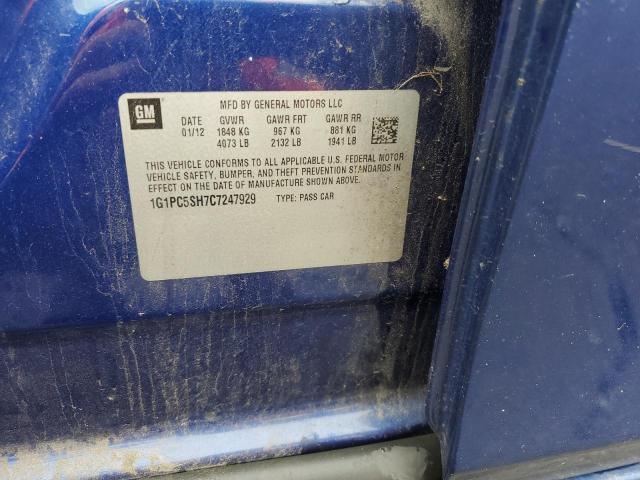 GM
MFD BY GENERAL MOTORS LLC
DATE GVWR GAWR FRT GAWR RR
01/12 1848 KG 967 KG 881 KG
4073 LB 2132 LB 1941 LB
THIS VEHICLE CONFORMS TO ALL APPLICABLE U.S. FEDERAL MOTOR
VEHICLE SAFETY, BUMPER, AND THEFT PREVENTION STANDARDS IN
EFFECT ON THE DATE OF MANUFACTURE SHOWN ABOVE.
1G1PC5SH7C7247929 TYPE: PASS CAR